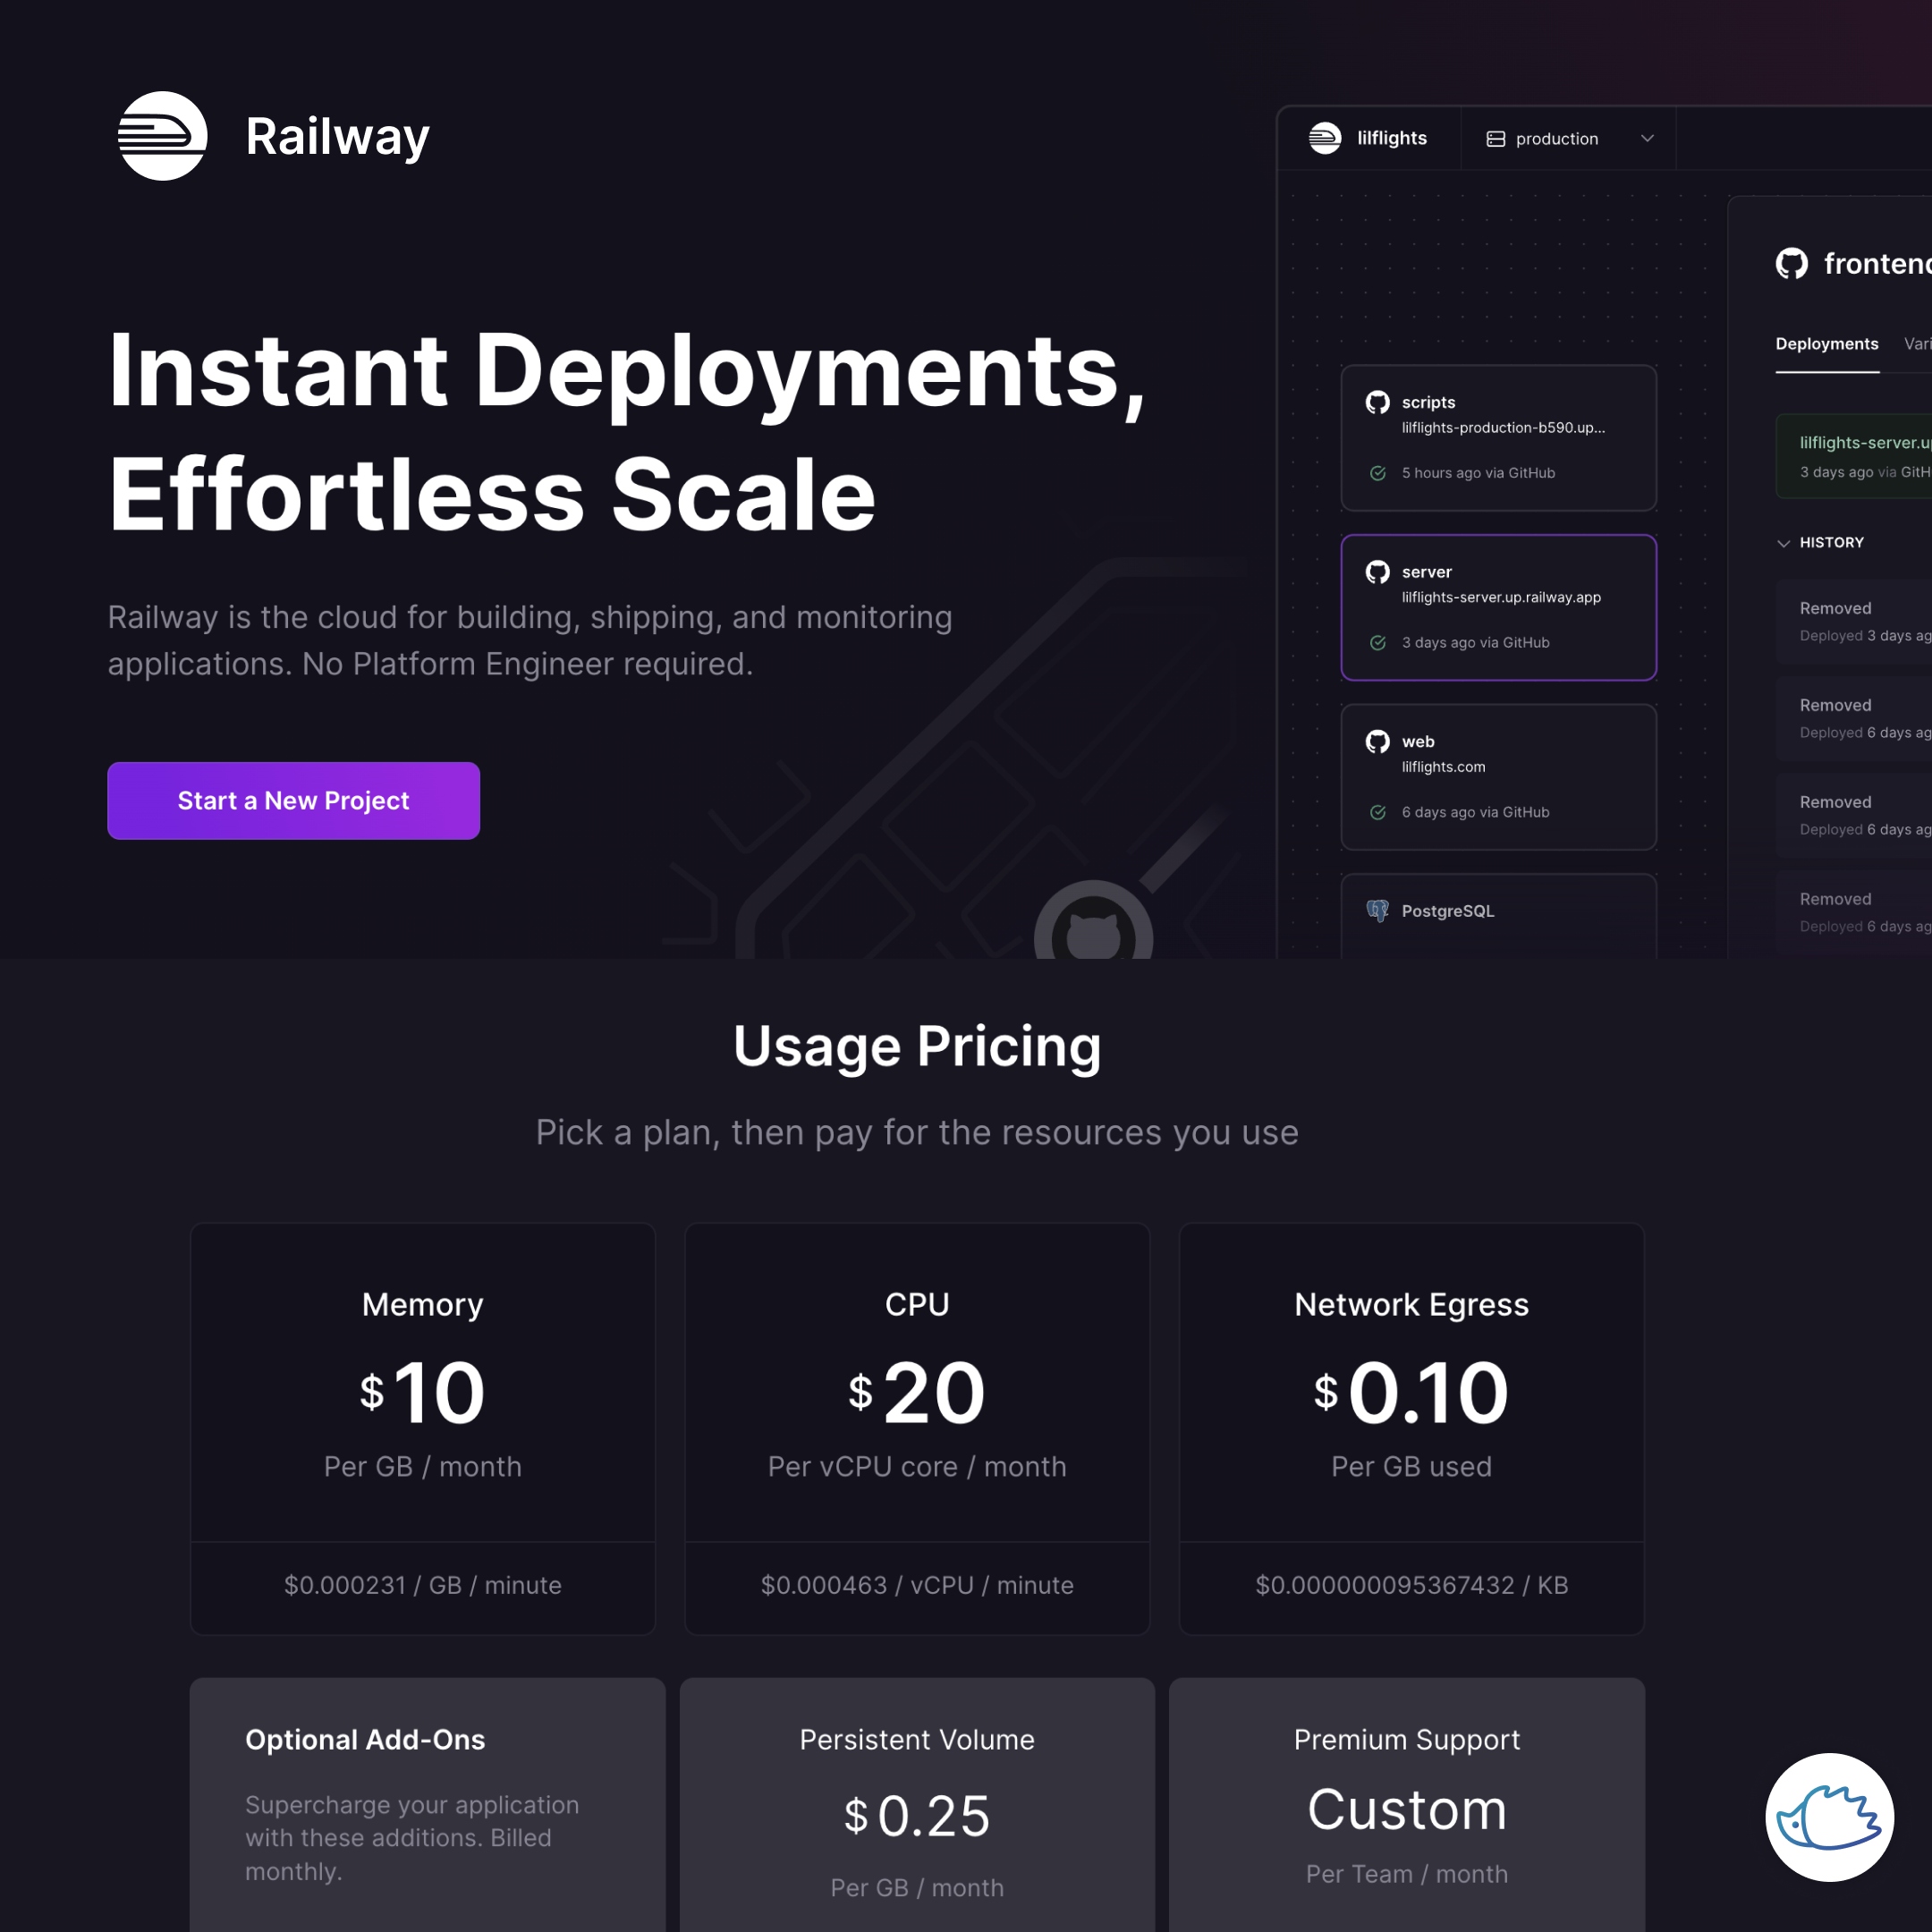 Railway
Instant Deployments,
Effortless Scale
Railway is the cloud for building, shipping, and monitoring
applications. No Platform Engineer required.
Start a New Project
lilflights
production
scripts
lilflights-production-b590.up...
5 hours ago via GitHub
server
lilflights-server.up.railway.app
3 days ago via GitHub
web
lilflights.com
6 days ago via GitHub
PostgreSQL
frontend
Deployments Vari
lilflights-server.u
3 days ago via GitH
HISTORY
Removed
Deployed 3 days ag
Removed
Deployed 6 days ag
Removed
Deployed 6 days ag
Removed
Deployed 6 days ag
Usage Pricing
Pick a plan, then pay for the resources you use
Memory
$10
Per GB / month
$0.000231 / GB / minute
CPU
$20
Per vCPU core / month
$0.000463 / vCPU / minute
Network Egress
$0.10
Per GB used
$0.000000095367432 / KB
Optional Add-Ons
Supercharge your application
with these additions. Billed
monthly.
Persistent Volume
$0.25
Per GB / month
Premium Support
Custom
Per Team / month